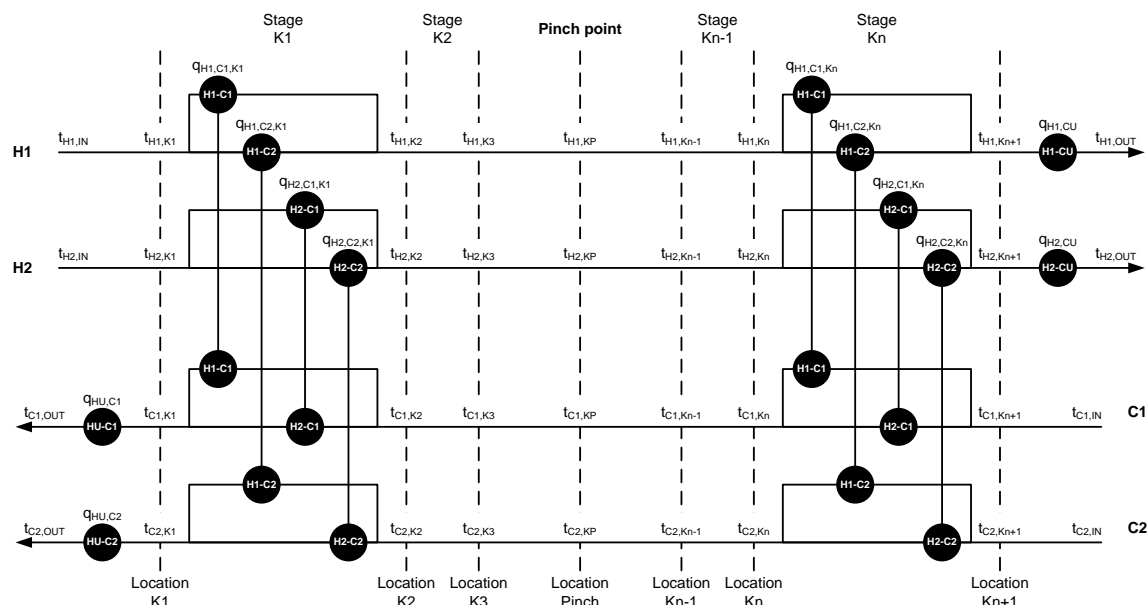 Stage Stage Stage Stage
K1 K2 Pinch point Kn-1 Kn
qH1,C1,K1 qH1,C1,Kn
H1-C1 H1-C1
qH1,C2,K1 qH1,C2,Kn qH1,CU
tH1,IN tH1,K1 tH1,K2 tH1,K3 tH1,KP tH1,Kn-1 tH1,Kn tH1,Kn+1 tH1,OUT
H1 H1-C2 H1-C2 H1-CU
qH2,C1,K1 qH2,C1,Kn
H2-C1 H2-C1
qH2,C2,K1 qH2,C2,Kn qH2,CU
tH2,IN tH2,K1 tH2,K2 tH2,K3 tH2,KP tH2,Kn-1 tH2,Kn tH2,Kn+1 tH2,OUT
H2 H2-C2 H2-C2 H2-CU
H1-C1 H1-C1
qHU,C1
tC1,OUT tC1,K1 tC1,K2 tC1,K3 tC1,KP tC1,Kn-1 tC1,Kn tC1,Kn+1 tC1,IN C1
HU-C1 H2-C1 H2-C1
H1-C2 H1-C2
qHU,C2
tC2,OUT tC2,K1 tC2,K2 tC2,K3 tC2,KP tC2,Kn-1 tC2,Kn tC2,Kn+1 tC2,IN C2
HU-C2 H2-C2 H2-C2
Location Location Location Location Location Location Location
K1 K2 K3 Pinch Kn-1 Kn Kn+1